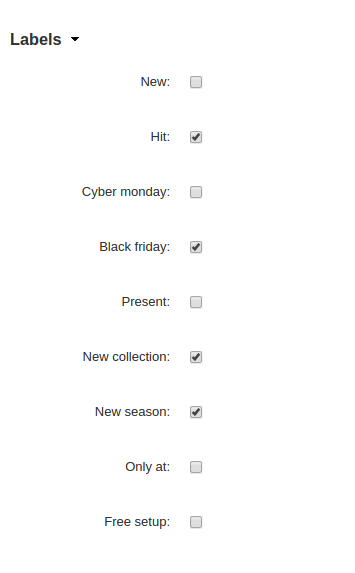 Labels
New:
Hit:
Cyber monday:
Black friday:
Present:
New collection:
New season:
Only at:
Free setup: